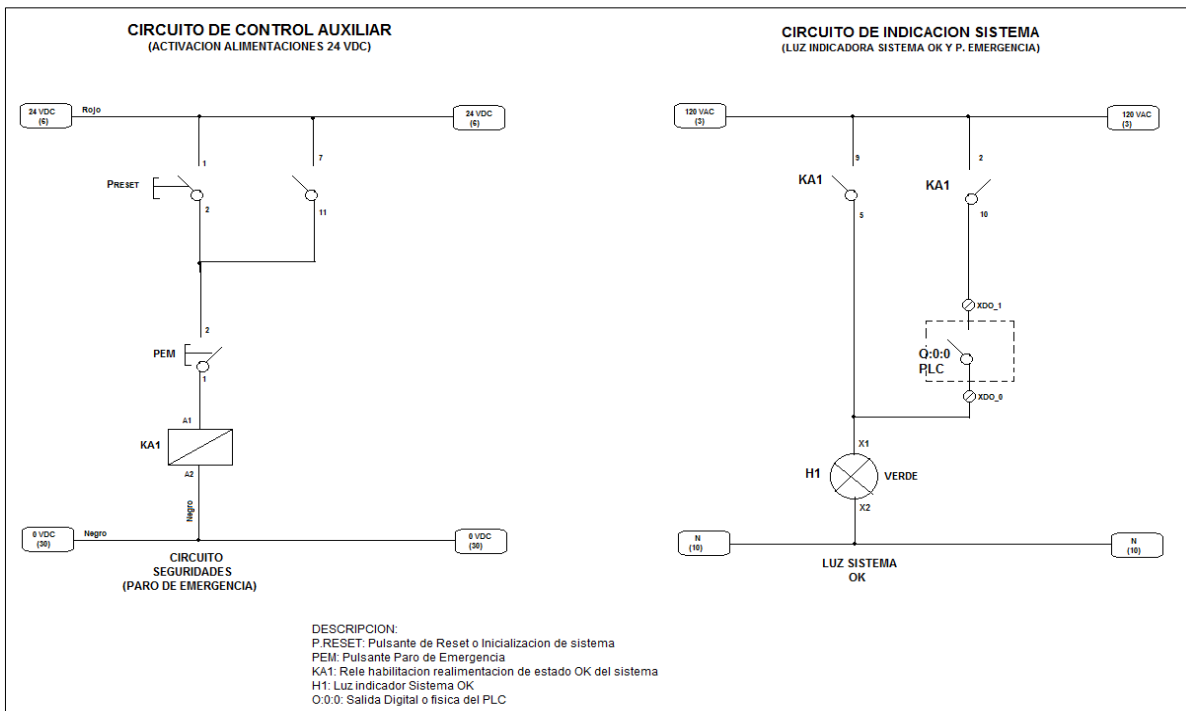 CIRCUITO DE CONTROL AUXILIAR
(ACTIVACION ALIMENTACIONES 24 VDC)
24 VDC
(6)
Rojo
24 VDC
(6)
1
7
PRESET
2
11
2
PEM
1
A1
KA1
A2
Negro
0 VDC
(30)
Negro
0 VDC
(30)
CIRCUITO
SEGURIDADES
(PARO DE EMERGENCIA)
CIRCUITO DE INDICACION SISTEMA
(LUZ INDICADORA SISTEMA OK Y P. EMERGENCIA)
120 VAC
(3)
120 VAC
(3)
9
2
KA1
KA1
5
10
XDO_1
O:0:0
PLC
XDO_0
X1
H1
VERDE
X2
N
(10)
N
(10)
LUZ SISTEMA
OK
DESCRIPCION:
P.RESET: Pulsante de Reset o Inicializacion de sistema
PEM: Pulsante Paro de Emergencia
KA1: Rele habilitacion realimentacion de estado OK del sistema
H1: Luz indicador Sistema OK
O:0:0: Salida Digital o fisica del PLC